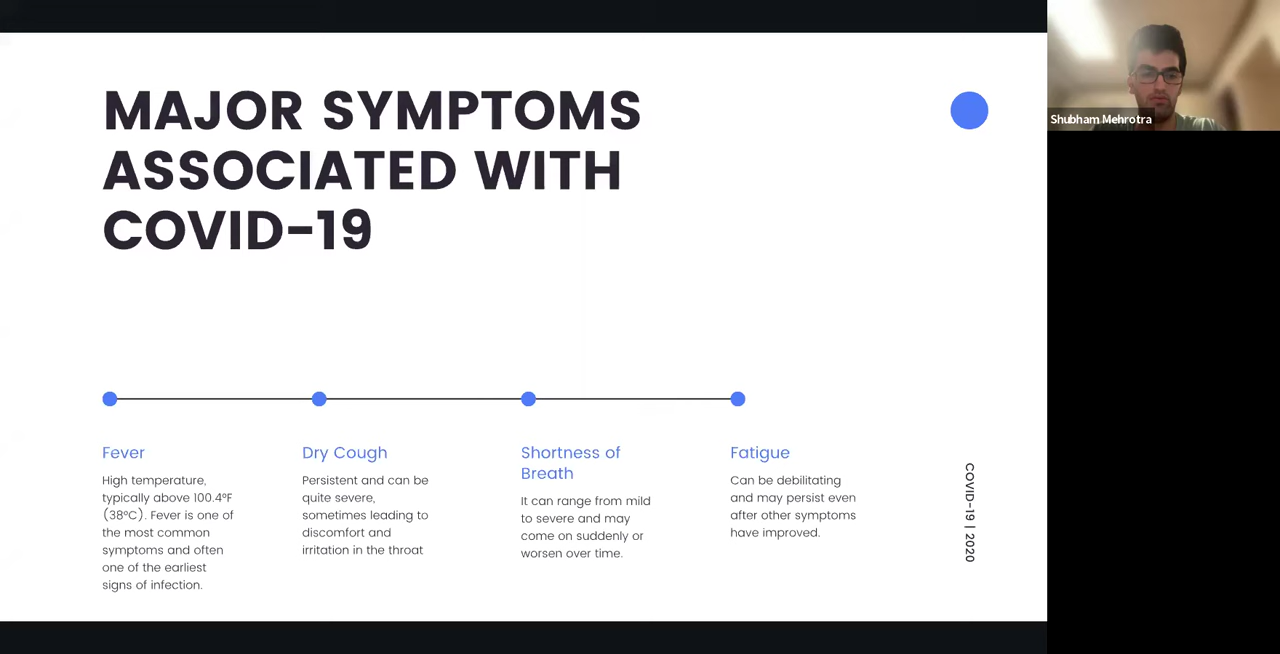 MAJOR SYMPTOMS
ASSOCIATED WITH
COVID-19
Shubham Mehrotra
Fever
High temperature,
typically above 100.4°F
(38°C). Fever is one of
the most common
symptoms and often
one of the earliest
signs of infection.
Dry Cough
Persistent and can be
quite severe,
sometimes leading to
discomfort and
irritation in the throat
Shortness of
Breath
It can range from mild
to severe and may
come on suddenly or
worsen over time.
Fatigue
Can be debilitating
and may persist even
after other symptoms
have improved.
COVID-19 | 2020